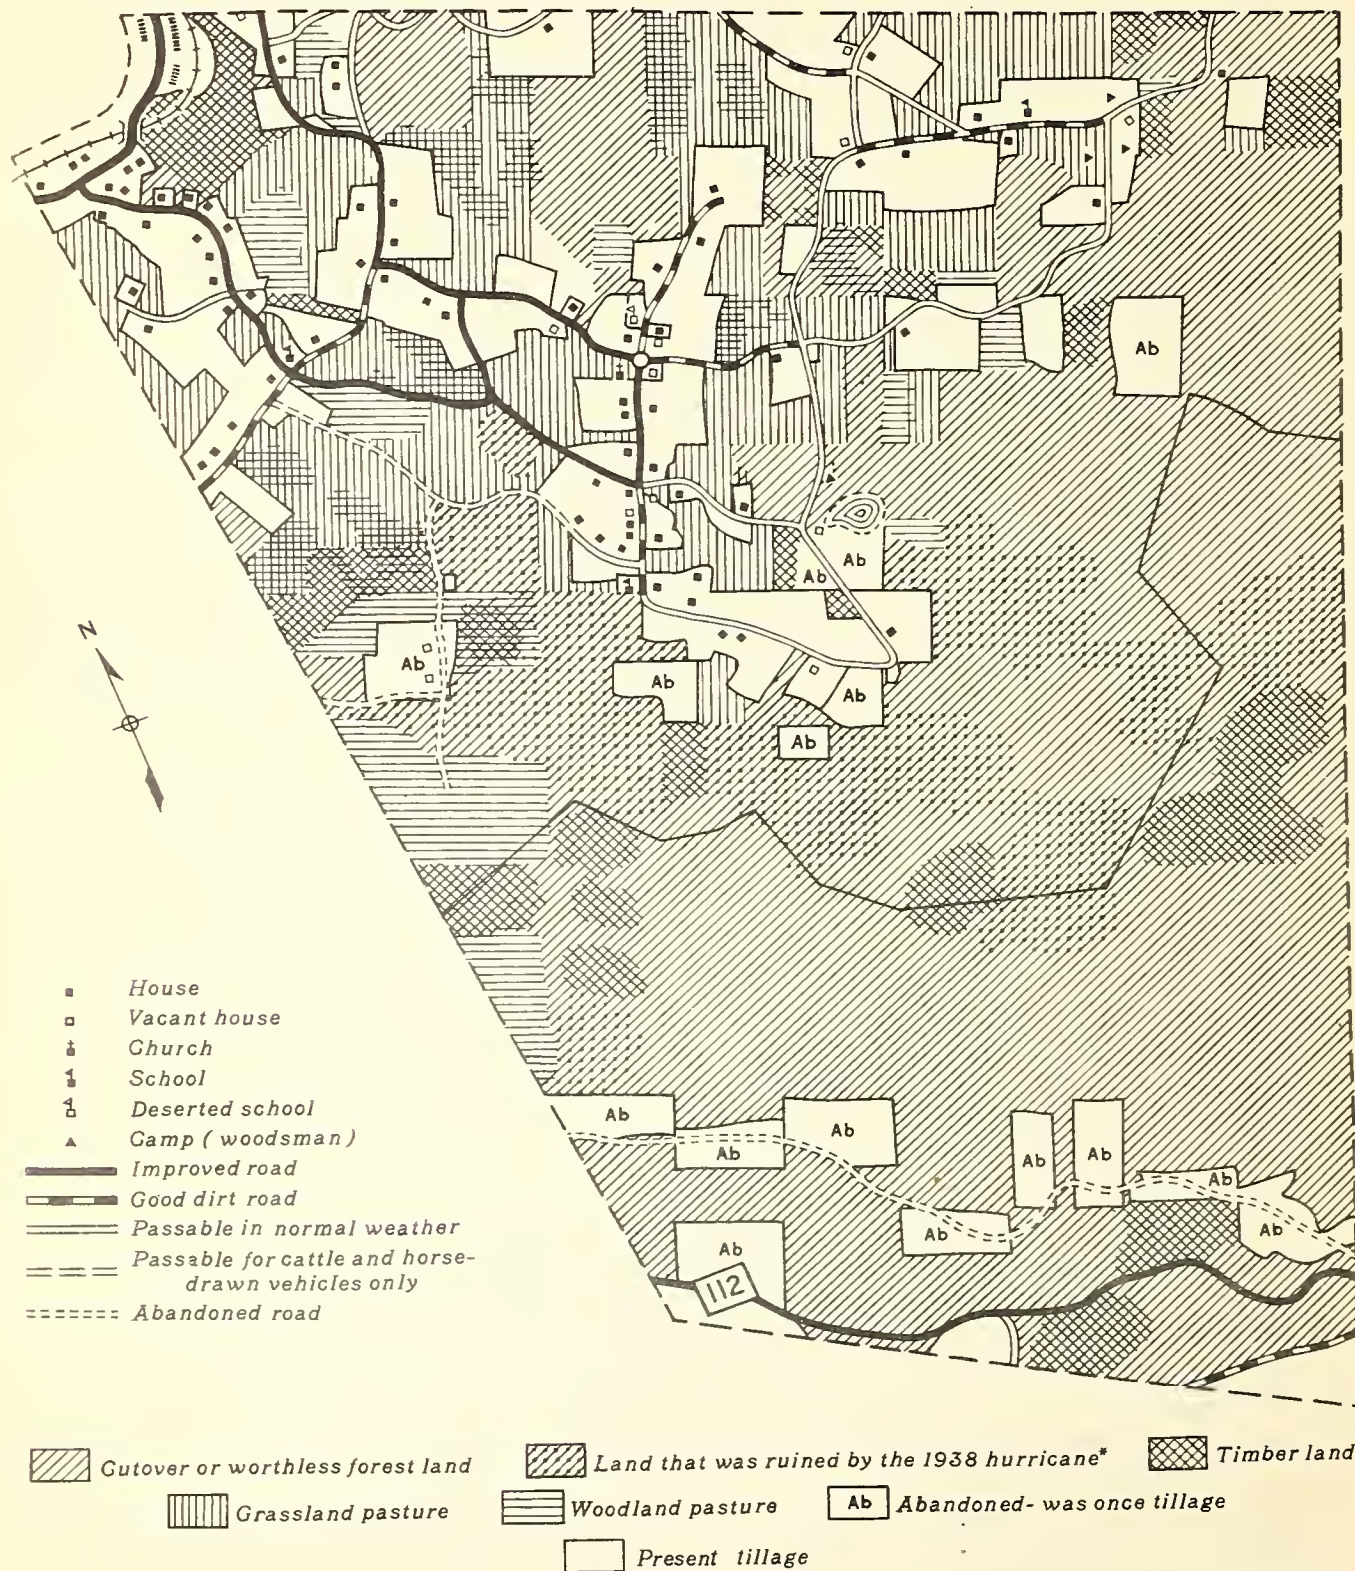 Ab
Ab
Ab
N
Ab
Ab
Ab
Ab
House
Vacant house
Church
School
Deserted school
Camp (woodsman)
Improved road
Good dirt road
Passable in normal weather
Passable for cattle and horse-
drawn vehicles only
Abandoned road
Ab
Ab
Ab
Ab
Ab
Ab
Ab
Ab
Ab
112
Cutover or worthless forest land
Land that was ruined by the 1938 hurricane*
Timber land
Grassland pasture
Woodland pasture
Ab
Abandoned- was once tillage
Present tillage